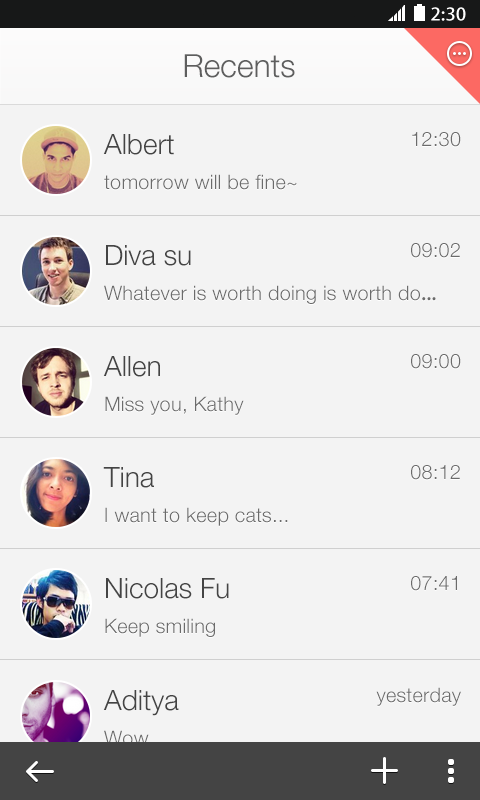 2:30
Recents
Albert 12:30
tomorrow will be fine~
Diva su 09:02
Whatever is worth doing is worth do...
Allen 09:00
Miss you, Kathy
Tina 08:12
I want to keep cats...
Nicolas Fu 07:41
Keep smiling
Aditya yesterday
Wow